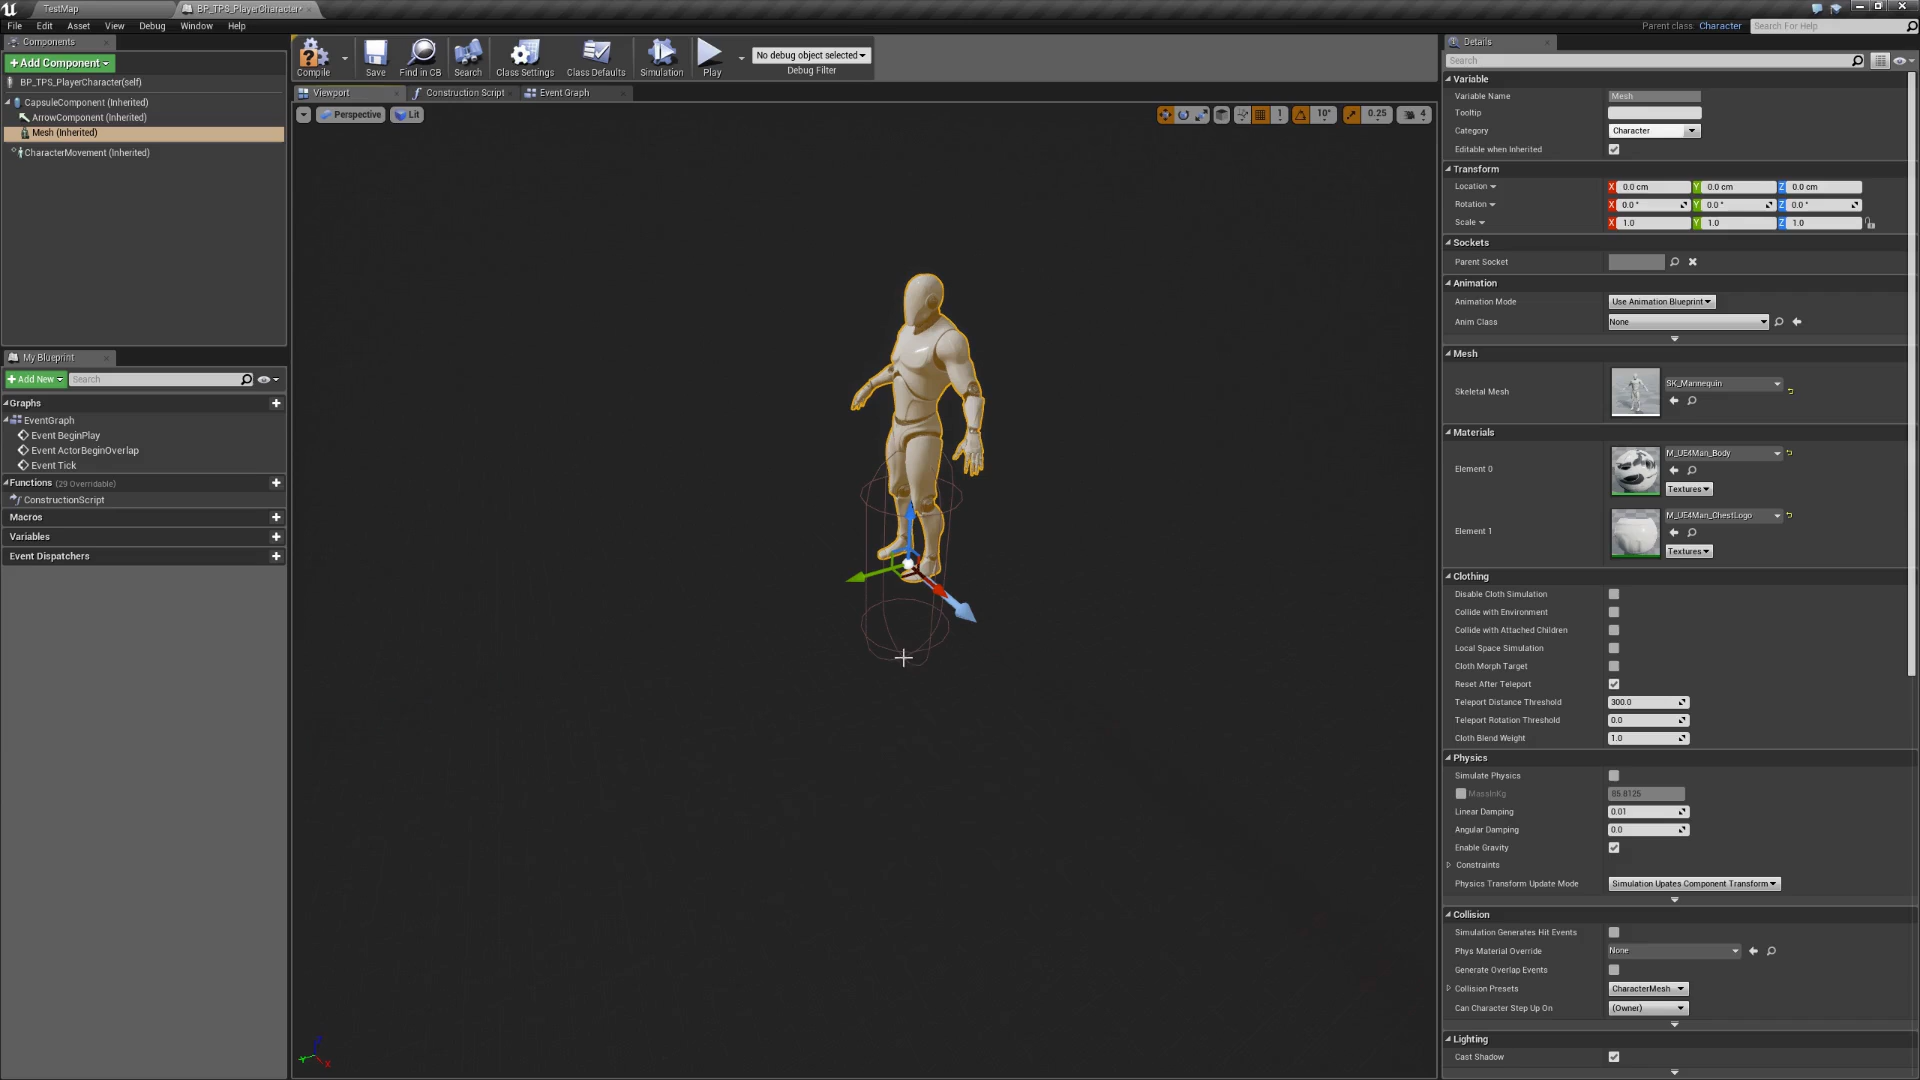 TestMap
BP_TPS_PlayerCharacter*
File Edit Asset View Window Debug Help
Parent class: Character
Search For Help
Components
+ Add Component
BP_TPS_PlayerCharacter(self)
CapsuleComponent (Inherited)
ArrowComponent (Inherited)
Mesh (Inherited)
CharacterMovement (Inherited)
My Blueprint
+ Add New
Search
Graphs
EventGraph
Event BeginPlay
Event ActorBeginOverlap
Event Tick
Functions (29 Overridable)
ConstructionScript
Macros
Variables
Event Dispatchers
Compile
Save
Find in CB
Search
Class Settings
Class Defaults
Simulation
Play
No debug object selected
Debug Filter
Viewport
Construction Script
Event Graph
Perspective
Lit
1
10°
0.25
4
Details
Search
Variable
Variable Name Mesh
Tooltip
Category Character
Editable when Inherited
Transform
Location X 0.0 cm Y 0.0 cm Z 0.0 cm
Rotation X 0.0 ° Y 0.0 ° Z 0.0 °
Scale X 1.0 Y 1.0 Z 1.0
Sockets
Parent Socket
Animation
Animation Mode Use Animation Blueprint
Anim Class None
Mesh
Skeletal Mesh SK_Mannequin
Materials
Element 0 M_UE4Man_Body
Textures
Element 1 M_UE4Man_ChestLogo
Textures
Clothing
Disable Cloth Simulation
Collide with Environment
Collide with Attached Children
Local Space Simulation
Cloth Morph Target
Reset After Teleport
Teleport Distance Threshold 300.0
Teleport Rotation Threshold 0.0
Cloth Blend Weight 1.0
Physics
Simulate Physics
MassInKg 85.8125
Linear Damping 0.01
Angular Damping 0.0
Enable Gravity
Constraints
Physics Transform Update Mode Simulation Upates Component Transform
Collision
Simulation Generates Hit Events
Phys Material Override None
Generate Overlap Events
Collision Presets CharacterMesh
Can Character Step Up On (Owner)
Lighting
Cast Shadow